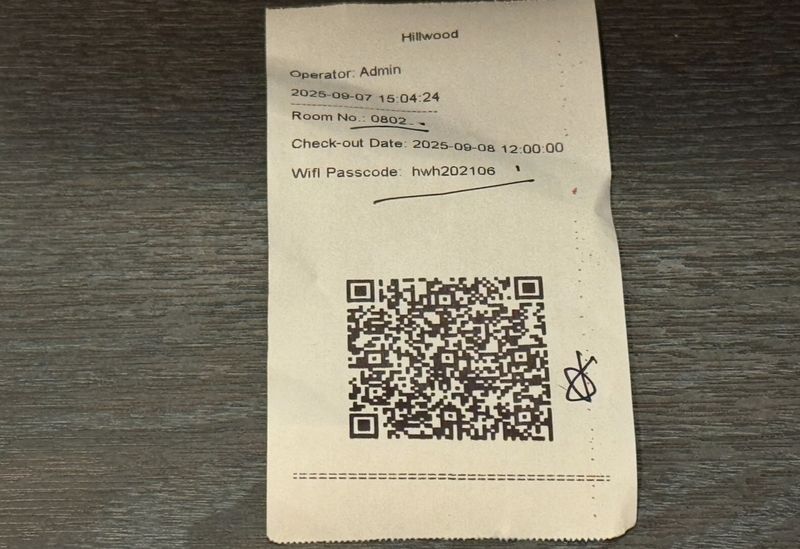 Hillwood
Operator: Admin
2025-09-07 15:04:24
Room No.: 0802
Check-out Date: 2025-09-08 12:00:00
Wifi Passcode: hwh202106